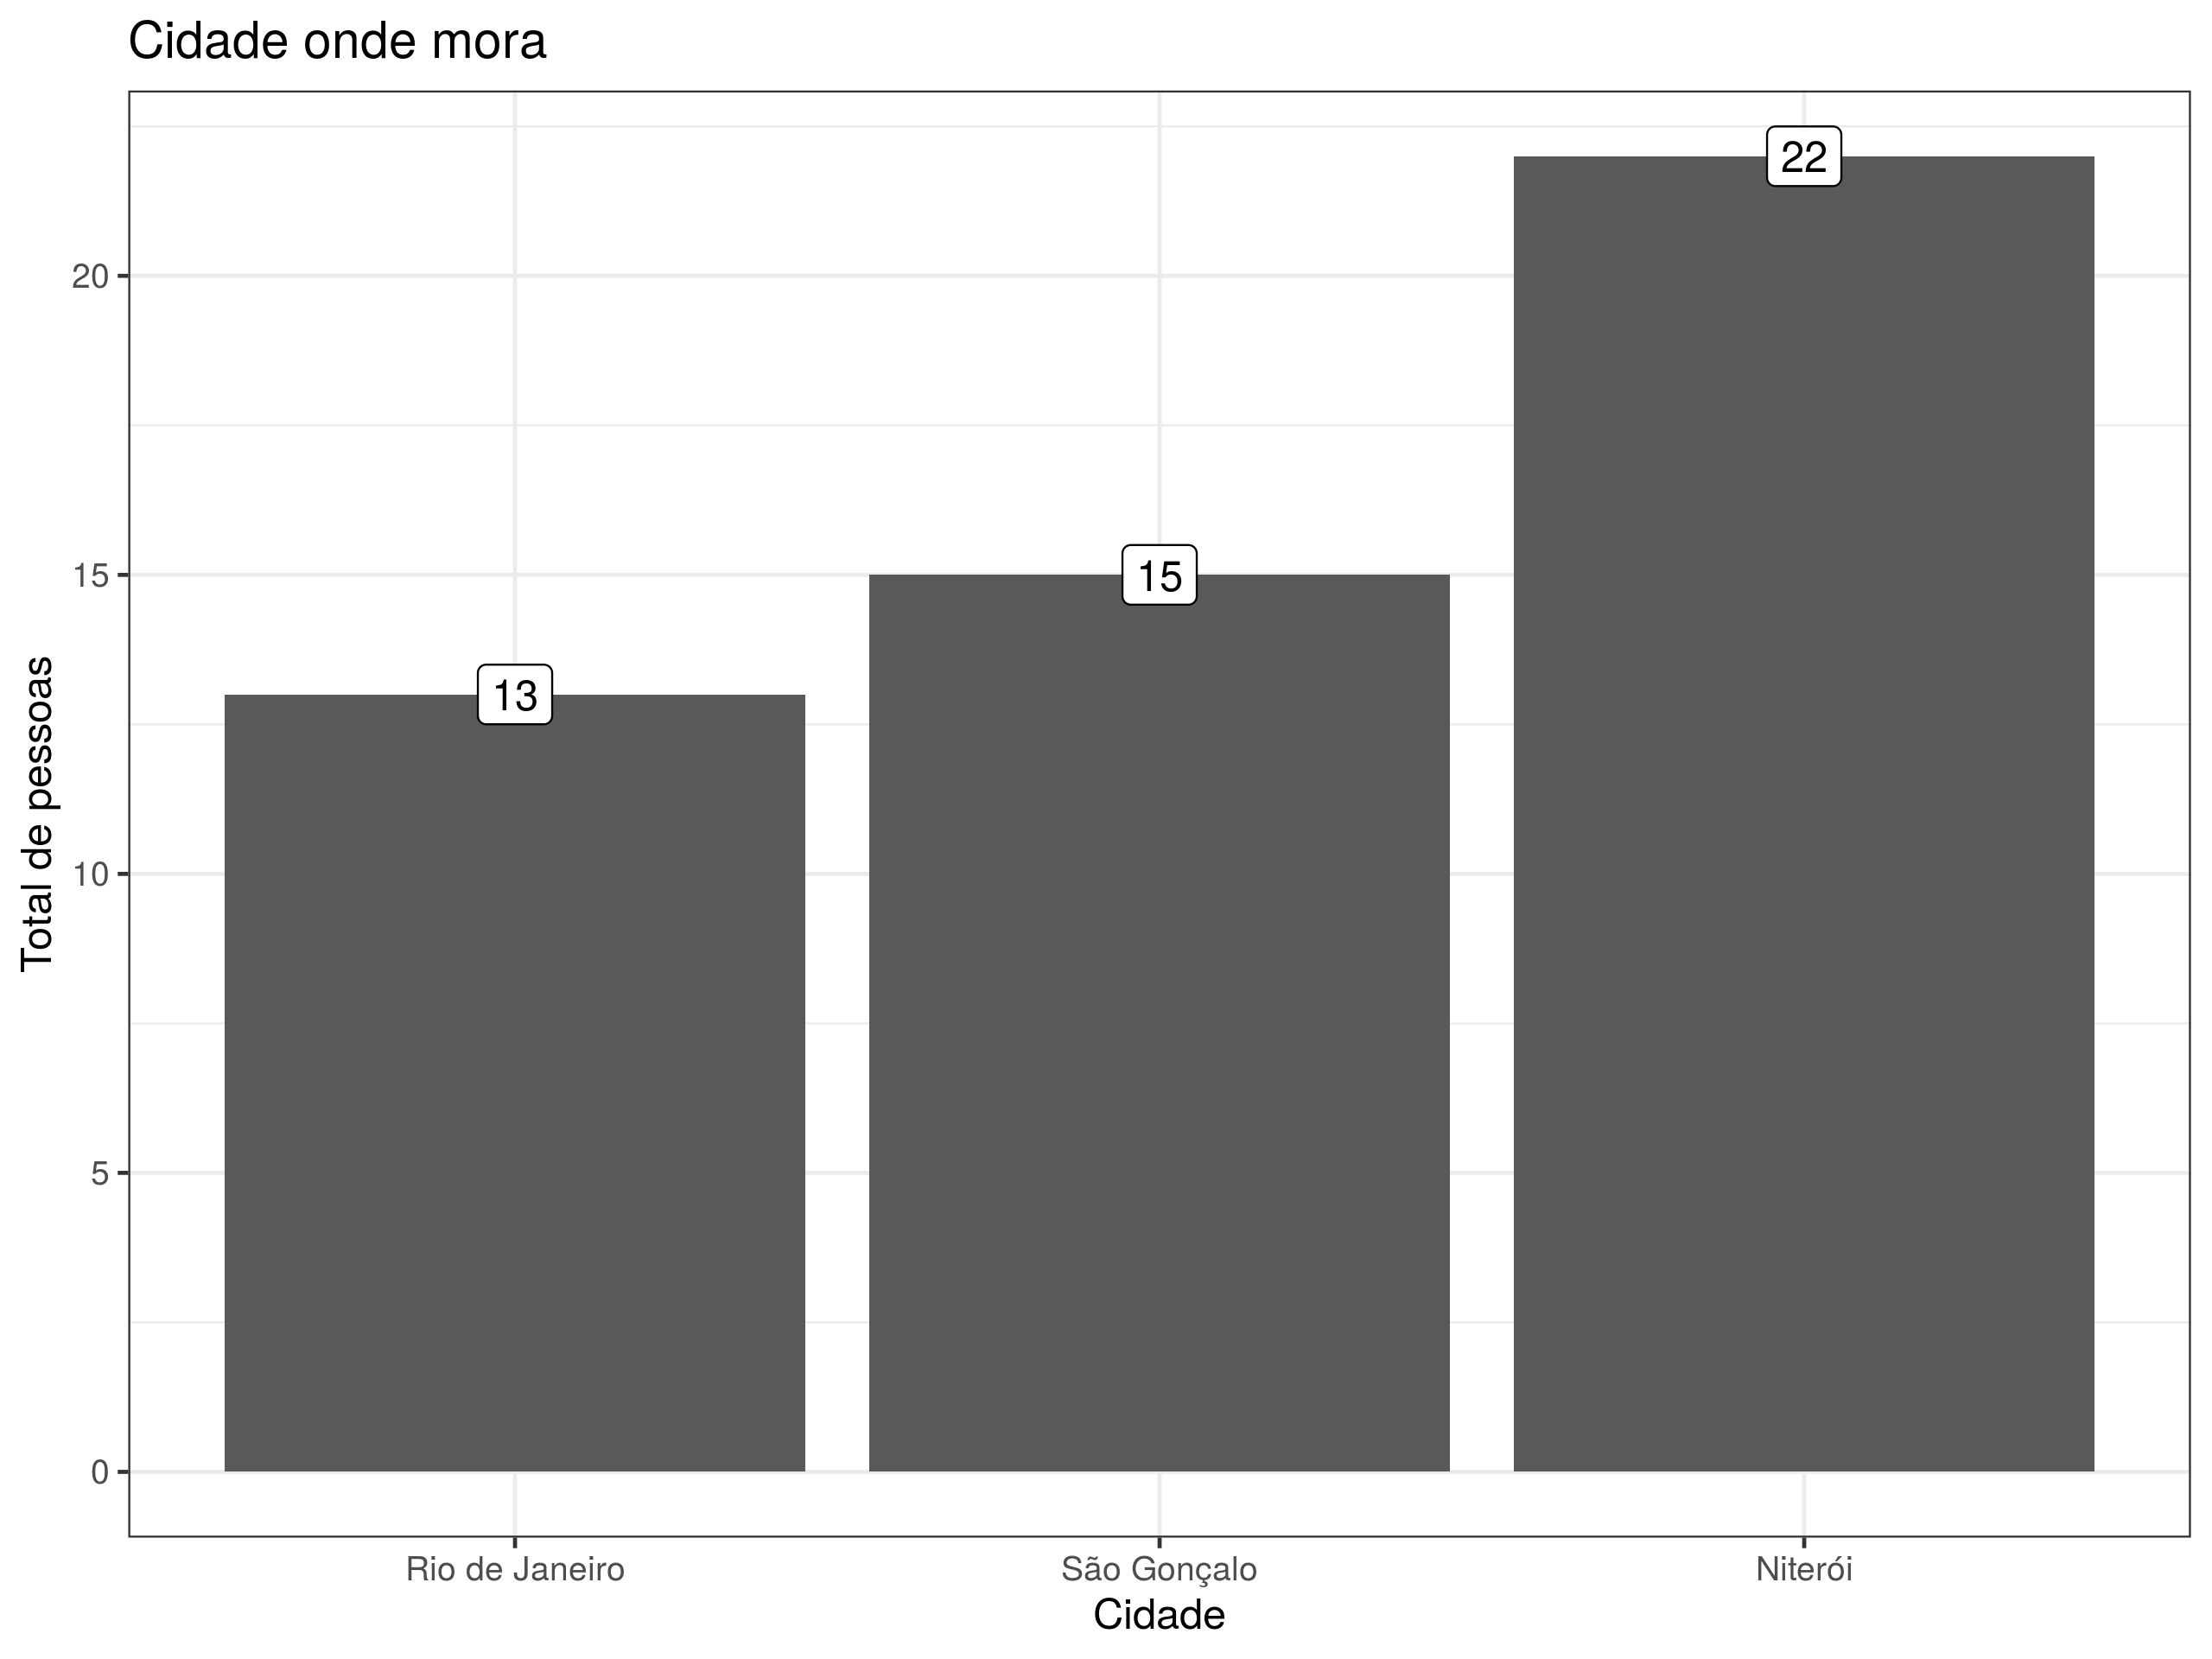 Cidade onde mora
Total de pessoas
20
15
10
5
0
13
15
22
Rio de Janeiro
São Gonçalo
Niterói
Cidade